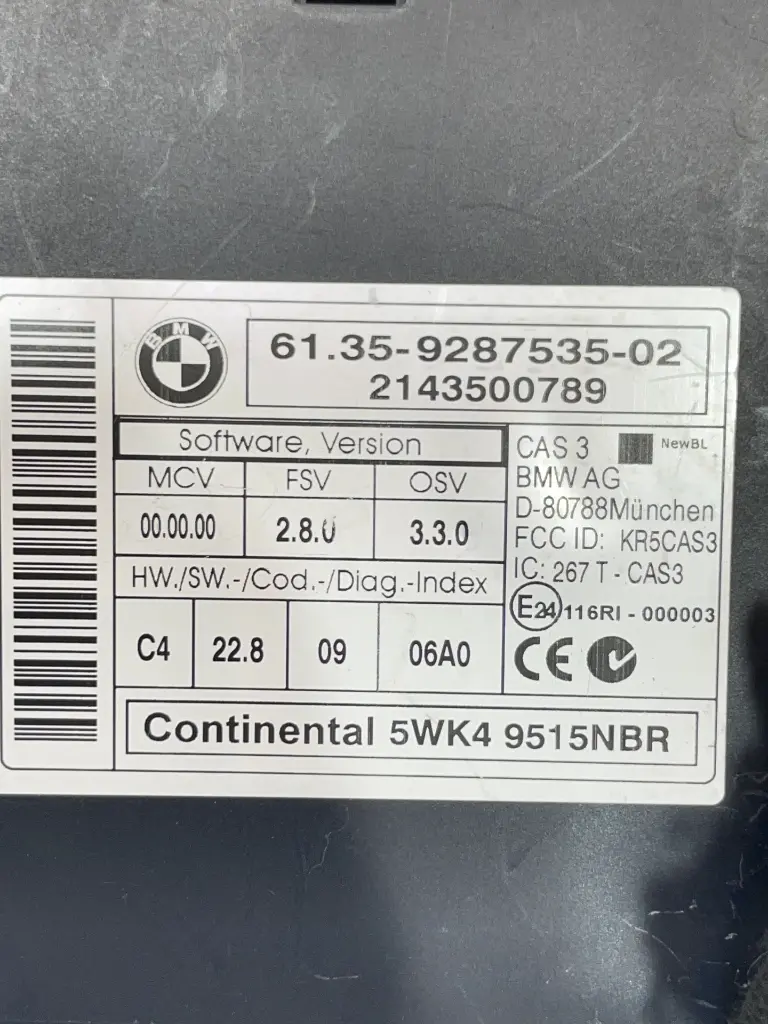 BMW
61.35-9287535-02
2143500789
Software, Version
MCV FSV OSV
00.00.00 2.8.0 3.3.0
HW./SW.-/Cod.-/Diag.-Index
C4 22.8 09 06A0
CAS 3 NewBL
BMW AG
D-80788München
FCC ID: KR5CAS3
IC: 267 T - CAS3
E24 116RI - 000003
CE
Continental 5WK4 9515NBR